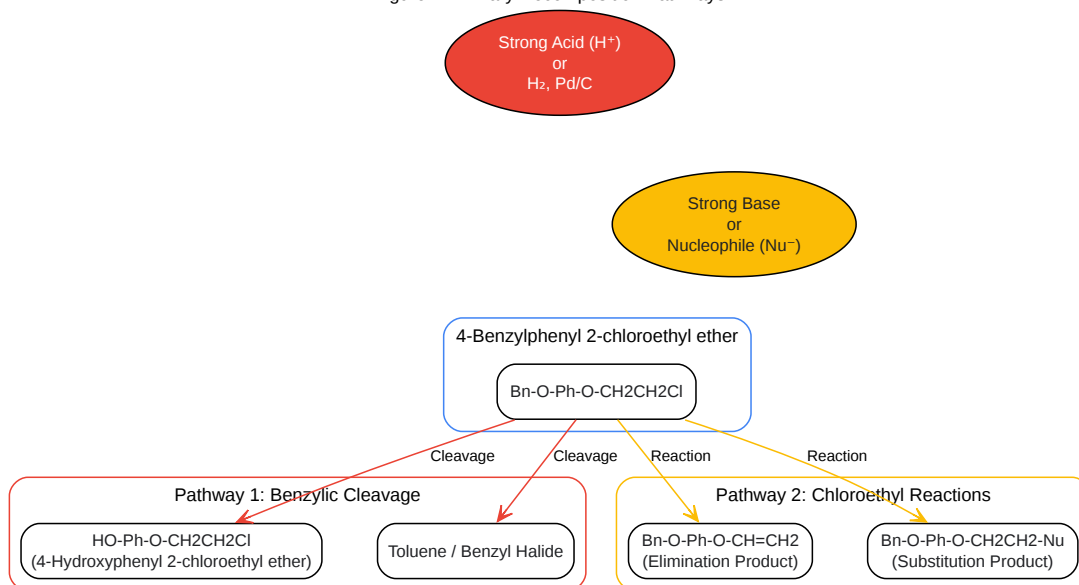 Strong Acid (H⁺)
or
H₂, Pd/C
Strong Base
or
Nucleophile (Nu⁻)
4-Benzylphenyl 2-chloroethyl ether
Bn-O-Ph-O-CH2CH2Cl
Cleavage
Cleavage
Reaction
Reaction
Pathway 1: Benzylic Cleavage
Pathway 2: Chloroethyl Reactions
HO-Ph-O-CH2CH2Cl
(4-Hydroxyphenyl 2-chloroethyl ether)
Toluene / Benzyl Halide
Bn-O-Ph-O-CH=CH2
(Elimination Product)
Bn-O-Ph-O-CH2CH2-Nu
(Substitution Product)